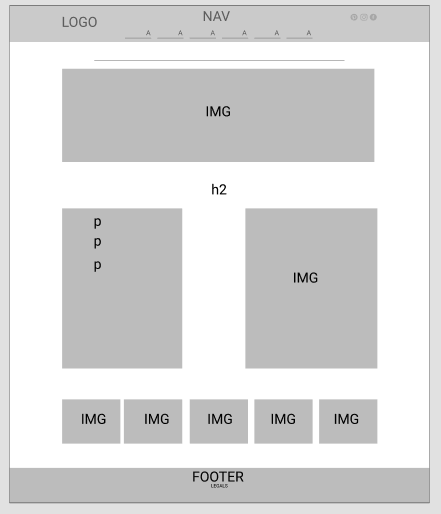 LOGO
NAV
A A A A A A
IMG
h2
p
p
p
IMG
IMG IMG IMG IMG IMG
FOOTER
LEGALS